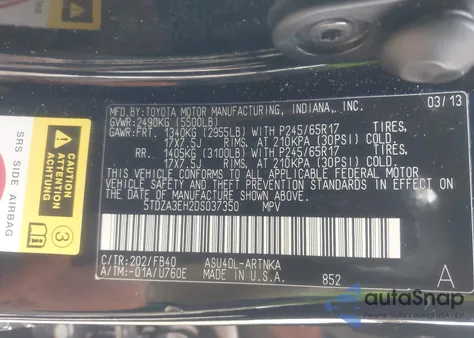 MFD.BY:TOYOTA MOTOR MANUFACTURING, INDIANA,. INC. 03/13
GVWR:2490KG (5500LB)
GAWR:FRT. 1340KG (2955LB) WITH P245/65R17 TIRES,
17X7.5J RIMS, AT 210KPA (30PSI) COLD
RR. 1405KG (3100LB) WITH P245/65R17 TIRES,
17X7.5J RIMS, AT 210KPA (30PSI) COLD
THIS VEHICLE CONFORMS TO ALL APPLICABLE FEDERAL MOTOR
VEHICLE SAFETY AND THEFT PREVENTION STANDARDS IN EFFECT
ON THE DATE OF MANUFACTURE SHOWN ABOVE.
5TDZA3EH2DS037350 MPV
C/TR:202/FB40 ASU40L-ARTNKA
A/TM:-01A/U760E MADE IN U.S.A. 852 A
SRS SIDE
AIRBAG
3
autoSnap